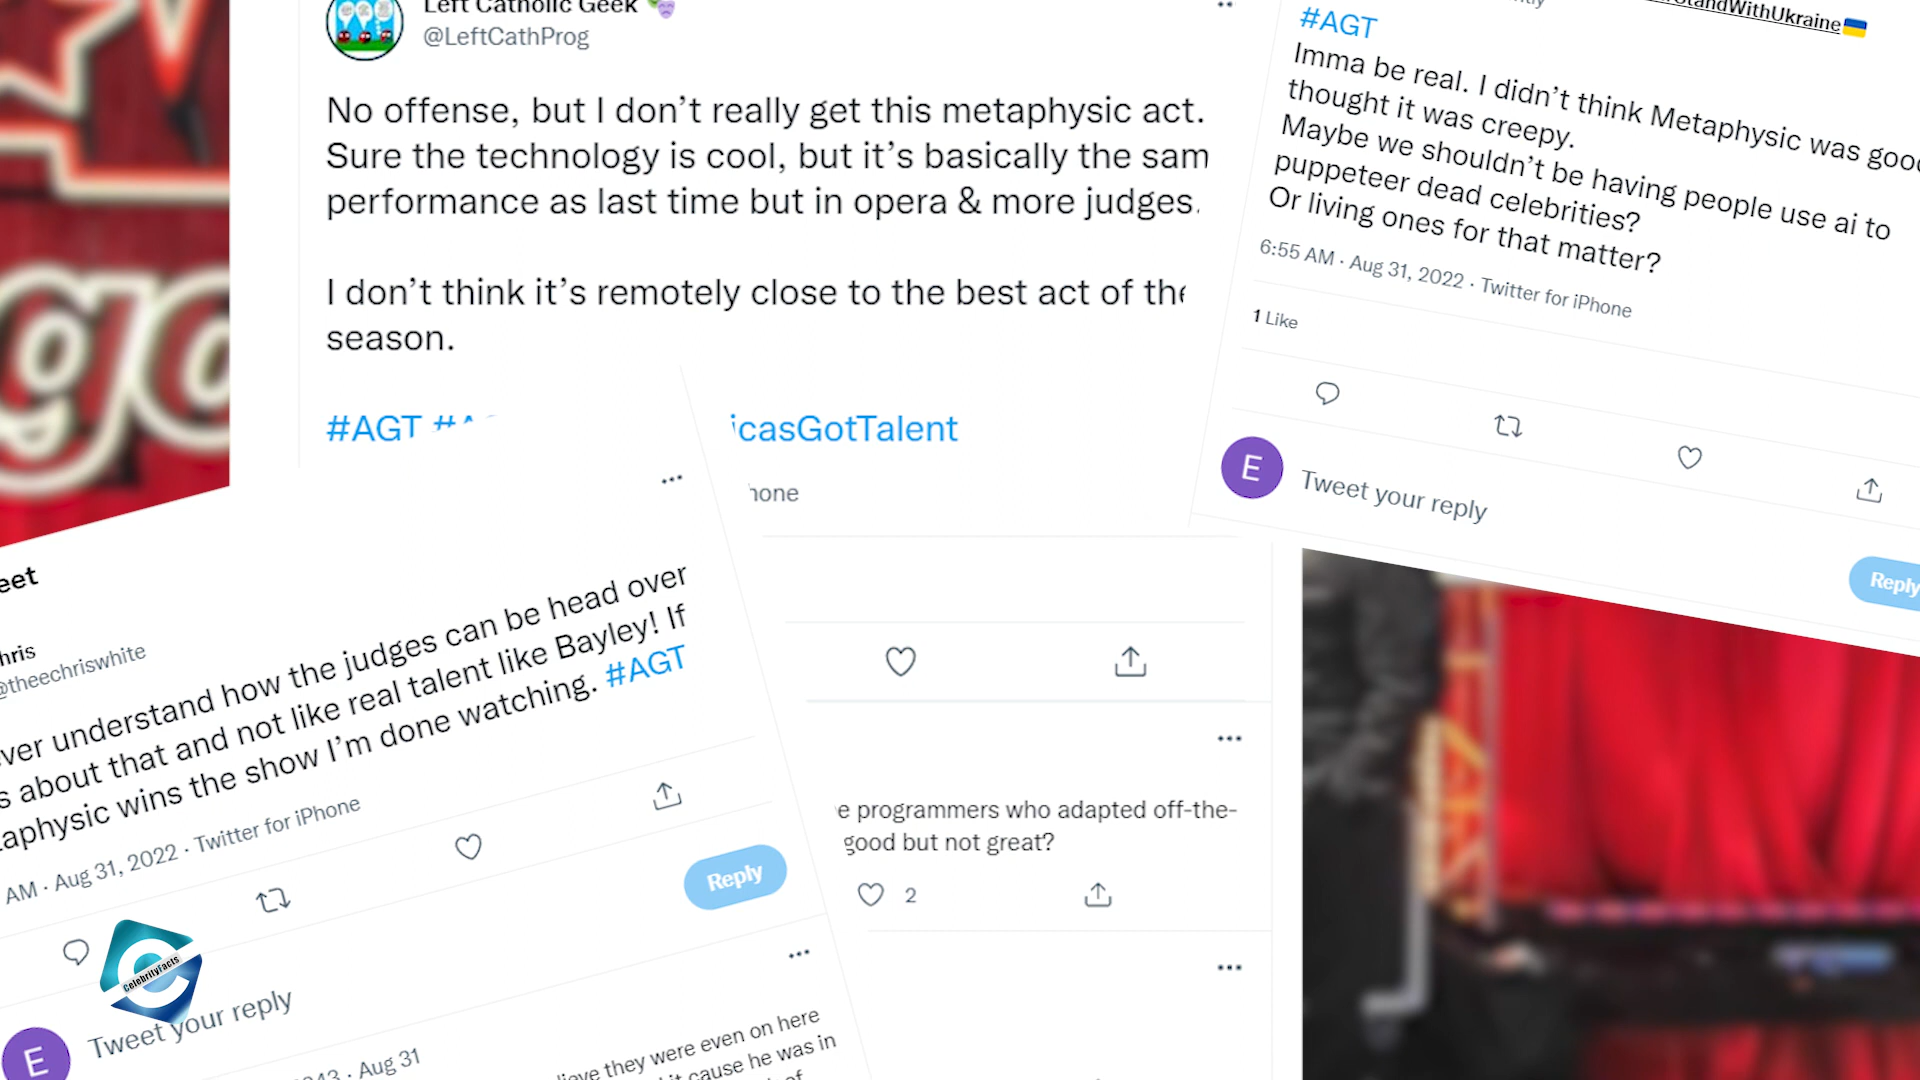 go
Left Catholic Geek
@LeftCathProg
No offense, but I don’t really get this metaphysic act.
Sure the technology is cool, but it’s basically the sam
performance as last time but in opera & more judges.
I don’t think it’s remotely close to the best act of the
season.
#AGT
icasGotTalent
hone
StandWithUkraine
#AGT
Imma be real. I didn’t think Metaphysic was good
thought it was creepy.
Maybe we shouldn’t be having people use ai to
puppeteer dead celebrities?
Or living ones for that matter?
6:55 AM · Aug 31, 2022 · Twitter for iPhone
1 Like
E
Tweet your reply
Reply
eet
hris
@theechriswhite
ver understand how the judges can be head over
s about that and not like real talent like Bayley! If
taphysic wins the show I’m done watching. #AGT
AM · Aug 31, 2022 · Twitter for iPhone
Reply
CelebrityFacts
E
Tweet your reply
e programmers who adapted off-the-
good but not great?
2
· Aug 31
lieve they were even on here
it cause he was in
of